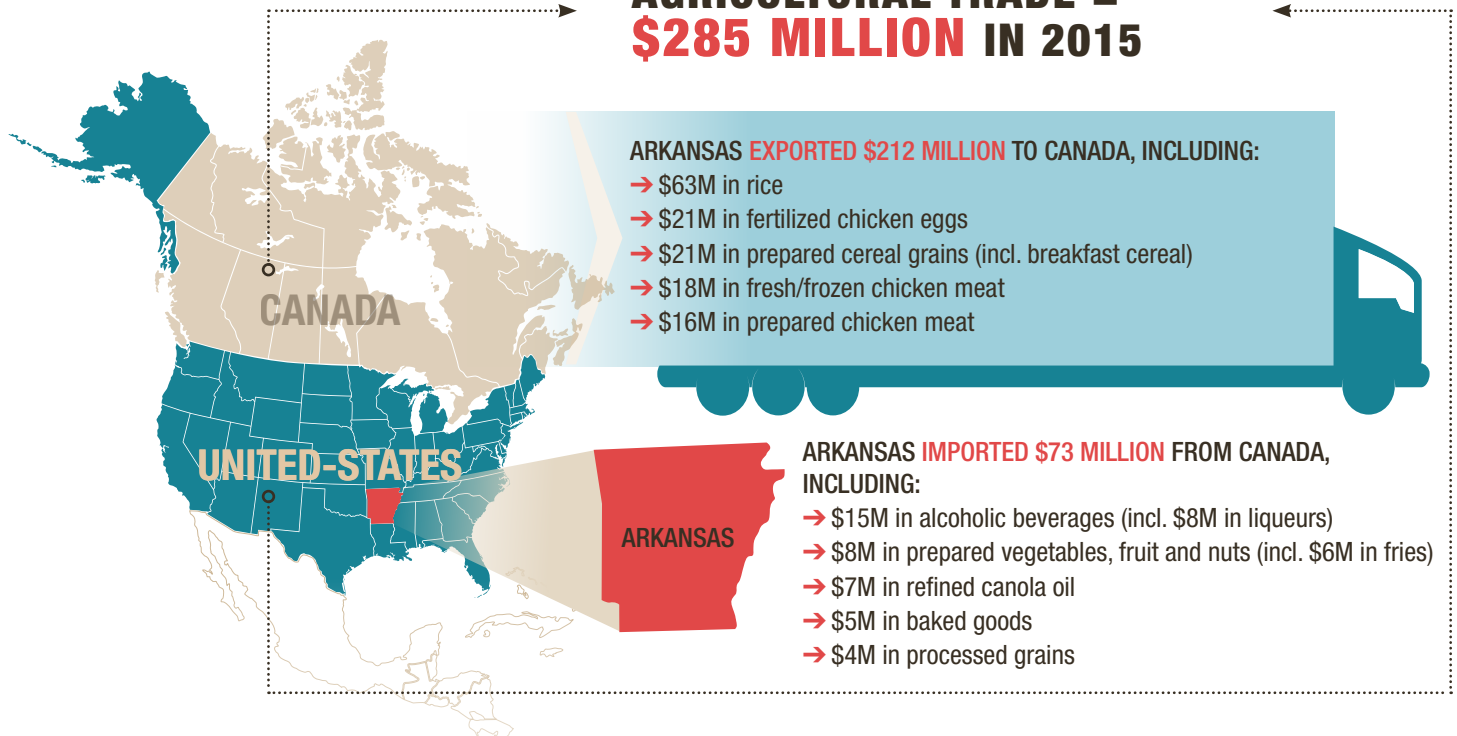 AGRICULTURAL TRADE =
$285 MILLION IN 2015
ARKANSAS EXPORTED $212 MILLION TO CANADA, INCLUDING:
➔ $63M in rice
➔ $21M in fertilized chicken eggs
➔ $21M in prepared cereal grains (incl. breakfast cereal)
➔ $18M in fresh/frozen chicken meat
➔ $16M in prepared chicken meat
CANADA
UNITED-STATES
ARKANSAS
ARKANSAS IMPORTED $73 MILLION FROM CANADA,
INCLUDING:
➔ $15M in alcoholic beverages (incl. $8M in liqueurs)
➔ $8M in prepared vegetables, fruit and nuts (incl. $6M in fries)
➔ $7M in refined canola oil
➔ $5M in baked goods
➔ $4M in processed grains